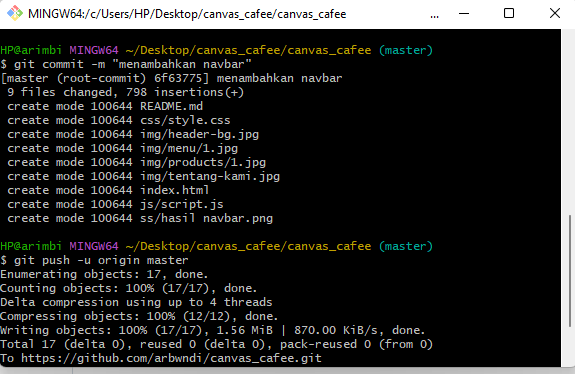 MINGW64:/c/Users/HP/Desktop/canvas_cafee/canvas_cafee
...
HP@arimbi MINGW64 ~/Desktop/canvas_cafee/canvas_cafee (master)
$ git commit -m "menambahkan navbar"
[master (root-commit) 6f63775] menambahkan navbar
 9 files changed, 798 insertions(+)
 create mode 100644 README.md
 create mode 100644 css/style.css
 create mode 100644 img/header-bg.jpg
 create mode 100644 img/menu/1.jpg
 create mode 100644 img/products/1.jpg
 create mode 100644 img/tentang-kami.jpg
 create mode 100644 index.html
 create mode 100644 js/script.js
 create mode 100644 ss/hasil navbar.png
HP@arimbi MINGW64 ~/Desktop/canvas_cafee/canvas_cafee (master)
$ git push -u origin master
Enumerating objects: 17, done.
Counting objects: 100% (17/17), done.
Delta compression using up to 4 threads
Compressing objects: 100% (12/12), done.
Writing objects: 100% (17/17), 1.56 MiB | 870.00 KiB/s, done.
Total 17 (delta 0), reused 0 (delta 0), pack-reused 0 (from 0)
To https://github.com/arbwndi/canvas_cafee.git